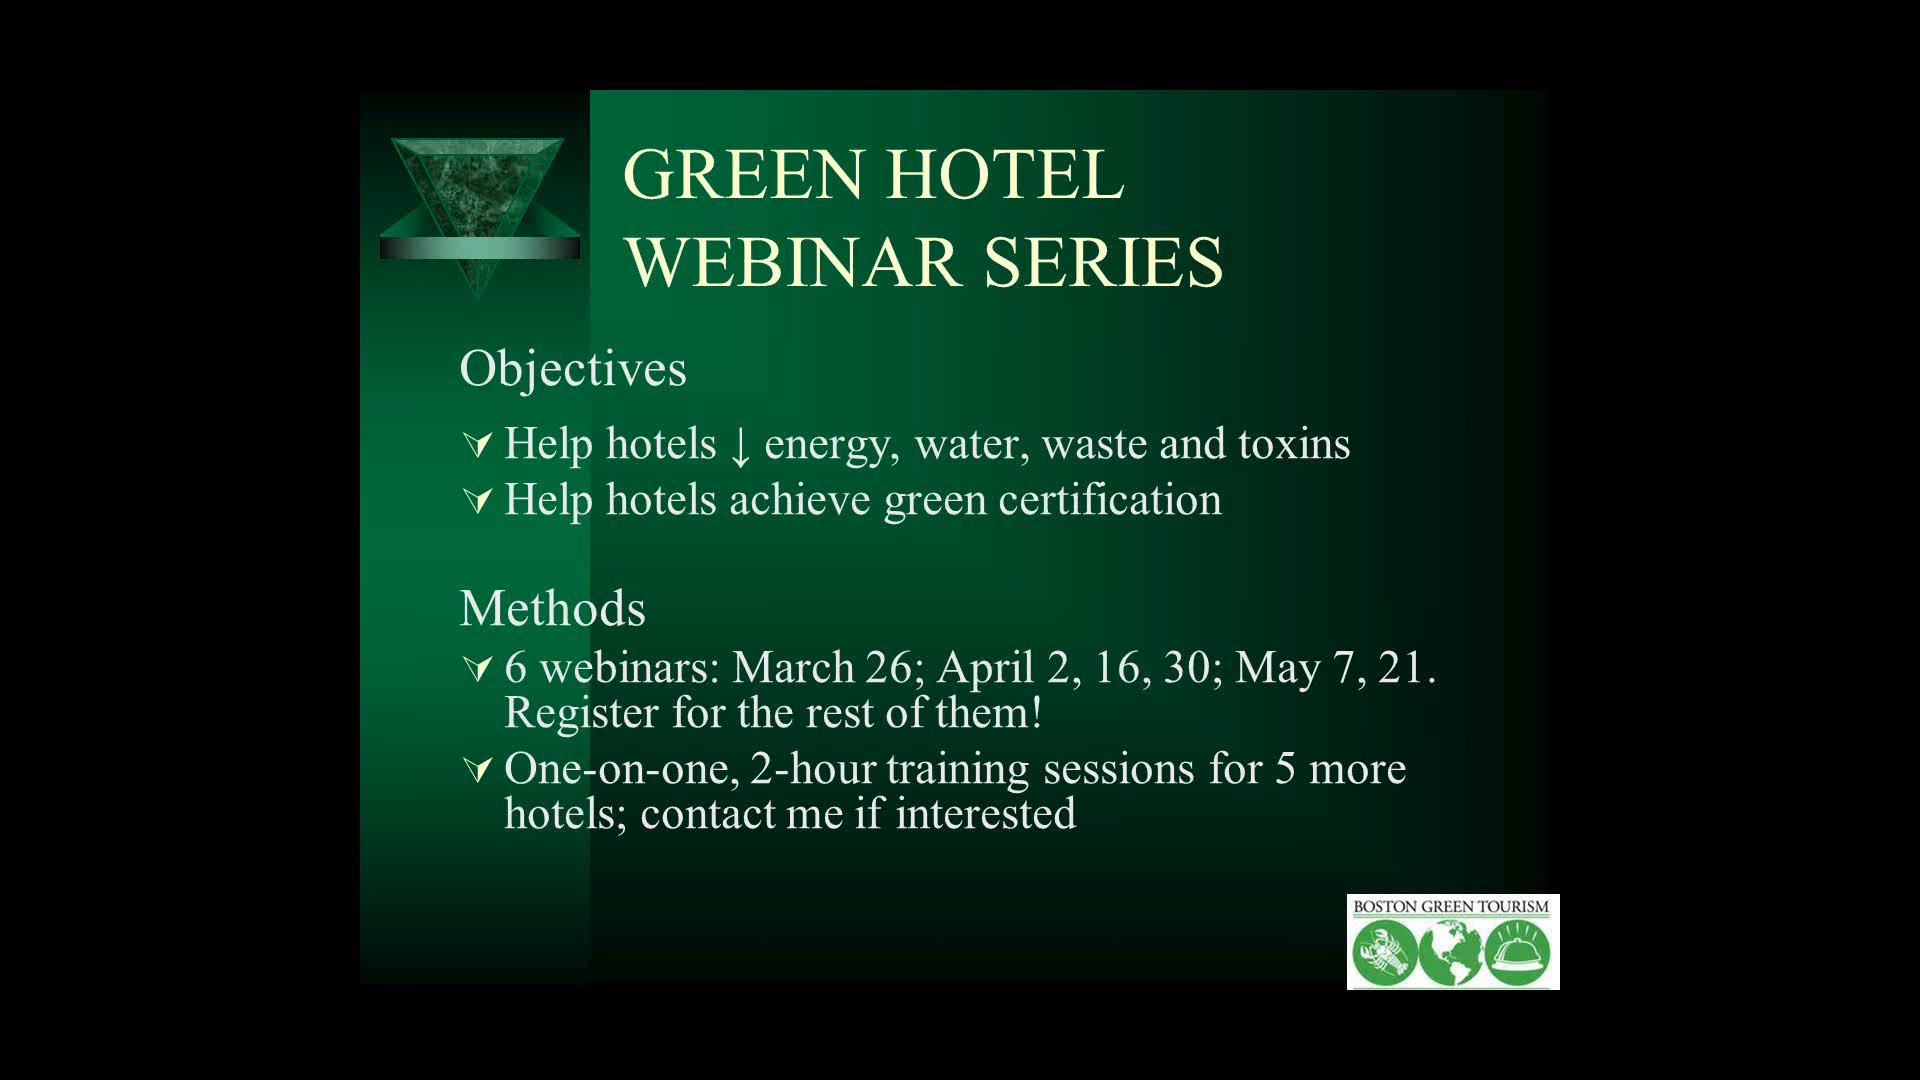 GREEN HOTEL
WEBINAR SERIES
Objectives
Help hotels ↓ energy, water, waste and toxins
Help hotels achieve green certification
Methods
6 webinars: March 26; April 2, 16, 30; May 7, 21.
Register for the rest of them!
One-on-one, 2-hour training sessions for 5 more
hotels; contact me if interested
BOSTON GREEN TOURISM